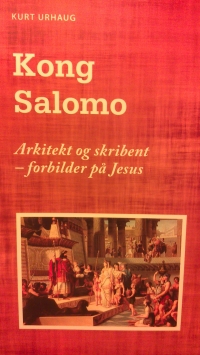 KURT URHAUG
Kong
Salomo
Arkitekt og skribent
– forbilder på Jesus